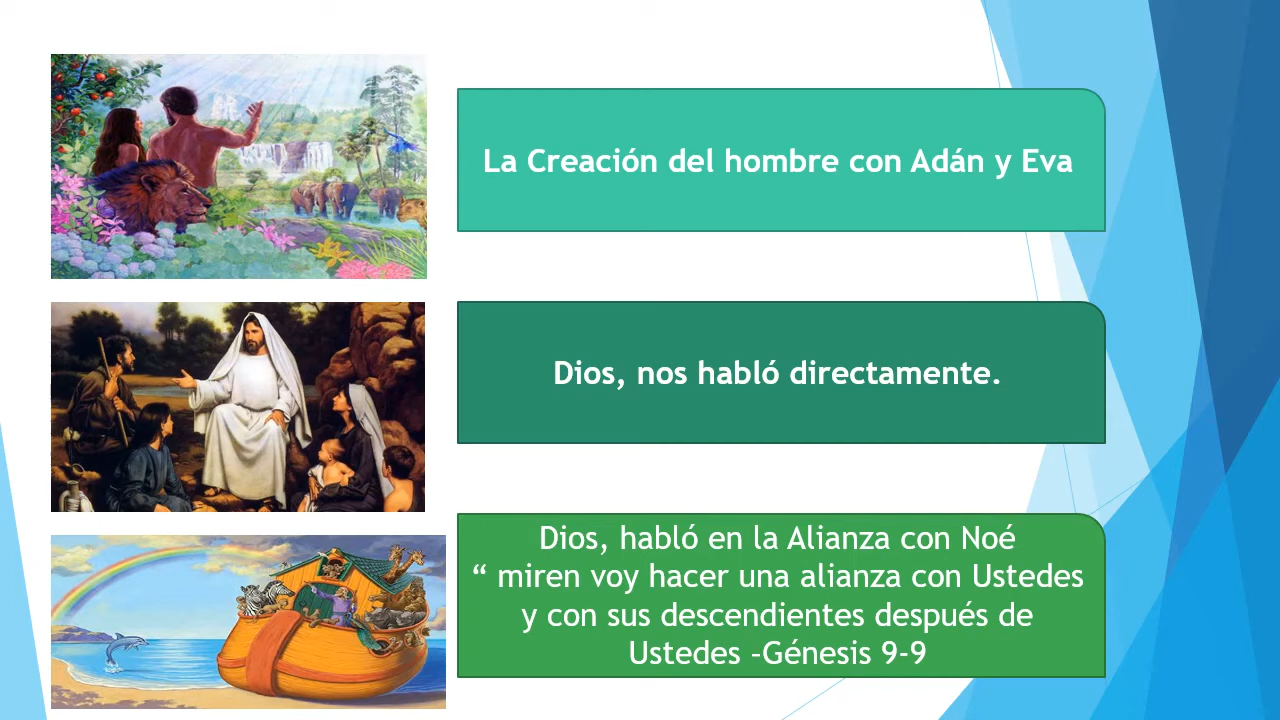 La Creación del hombre con Adán y Eva
Dios, nos habló directamente.
Dios, habló en la Alianza con Noé
“ miren voy hacer una alianza con Ustedes
y con sus descendientes después de
Ustedes –Génesis 9-9